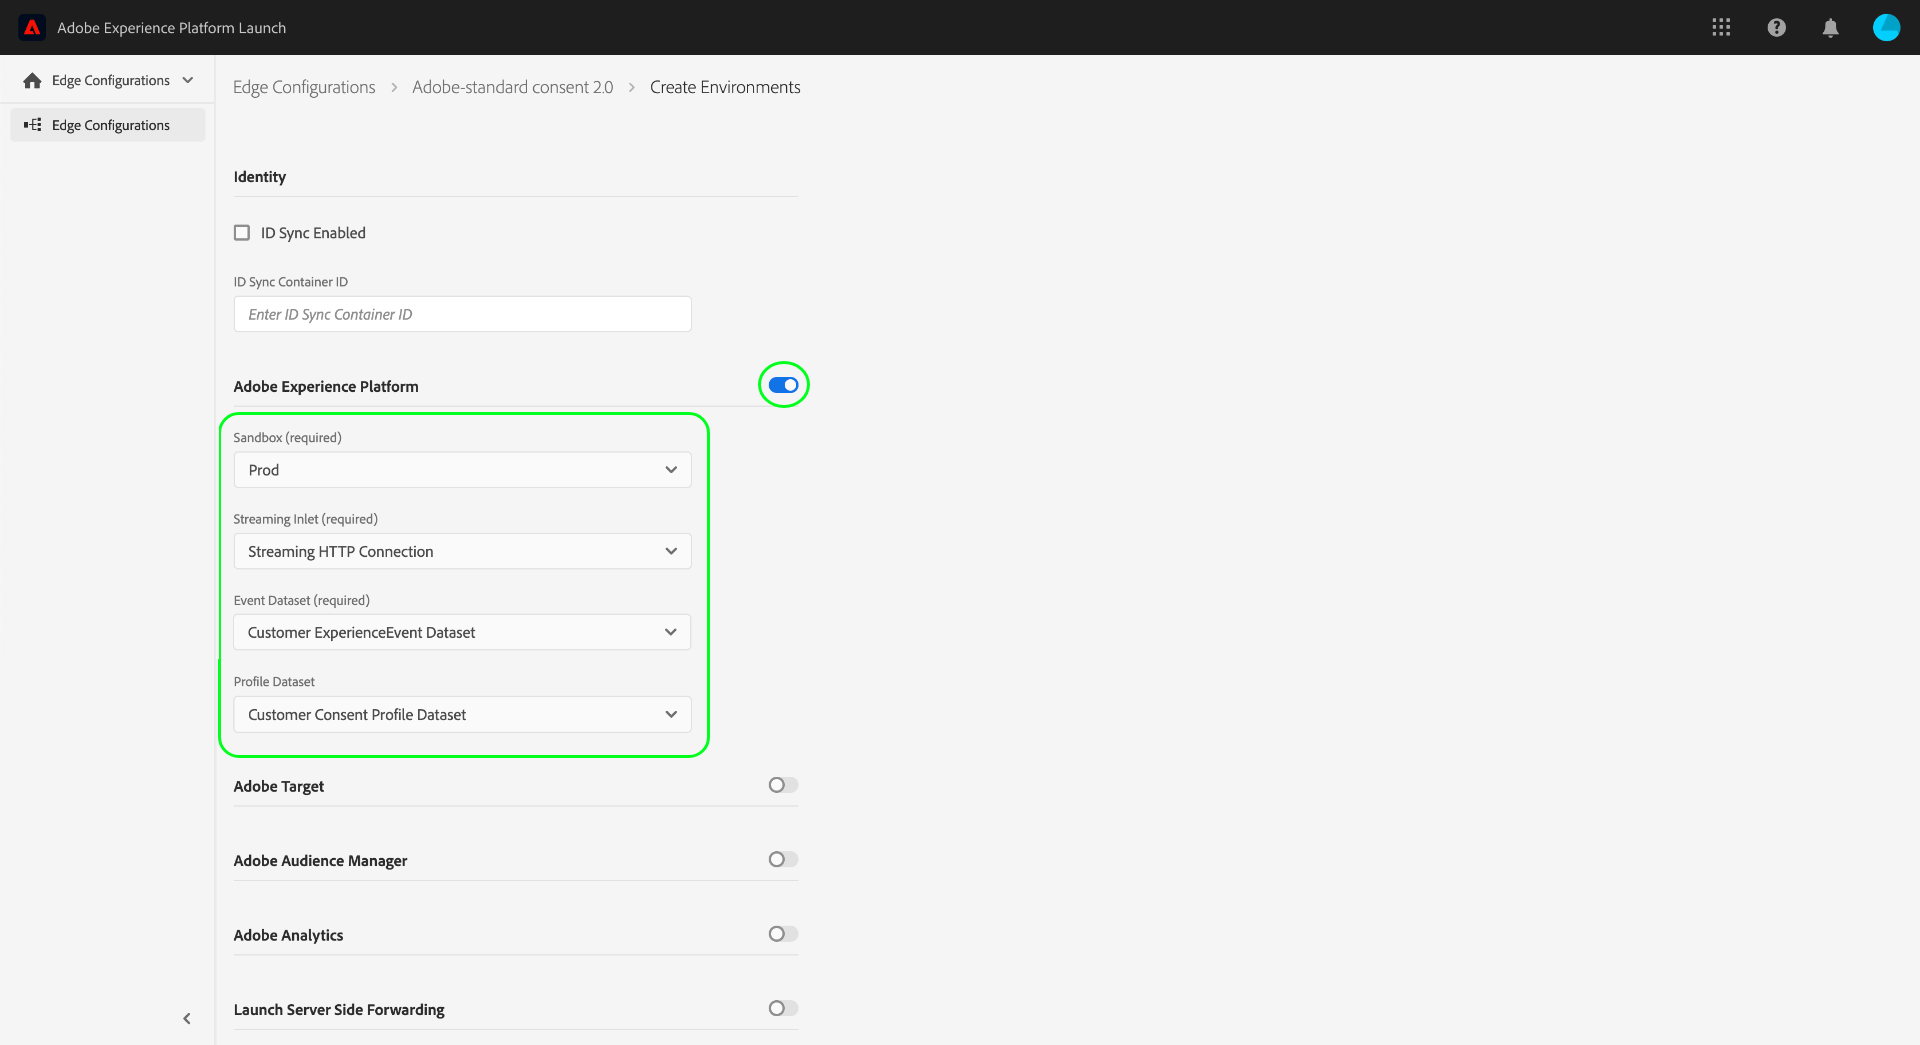 Adobe Experience Platform Launch
Edge Configurations
Edge Configurations
Edge Configurations > Adobe-standard consent 2.0 > Create Environments
Identity
ID Sync Enabled
ID Sync Container ID
Enter ID Sync Container ID
Adobe Experience Platform
Sandbox (required)
Prod
Streaming Inlet (required)
Streaming HTTP Connection
Event Dataset (required)
Customer ExperienceEvent Dataset
Profile Dataset
Customer Consent Profile Dataset
Adobe Target
Adobe Audience Manager
Adobe Analytics
Launch Server Side Forwarding